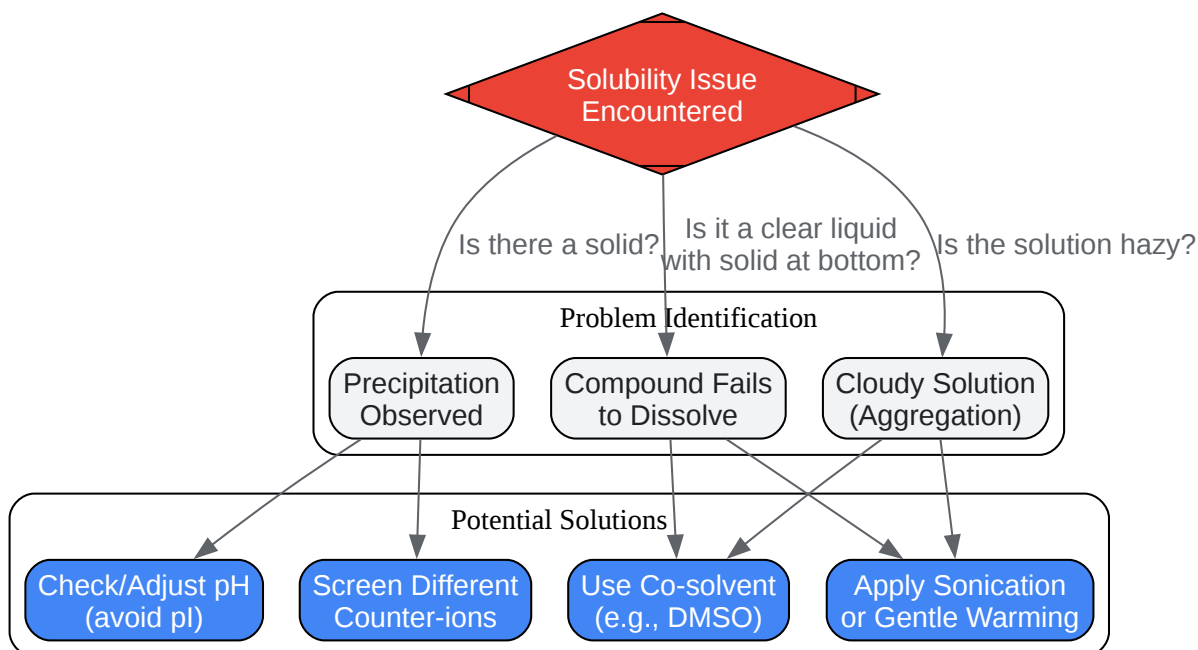 Solubility Issue
Encountered
Is there a solid?
Is it a clear liquid
with solid at bottom?
Is the solution hazy?
Problem Identification
Precipitation
Observed
Compound Fails
to Dissolve
Cloudy Solution
(Aggregation)
Potential Solutions
Check/Adjust pH
(avoid pI)
Screen Different
Counter-ions
Use Co-solvent
(e.g., DMSO)
Apply Sonication
or Gentle Warming